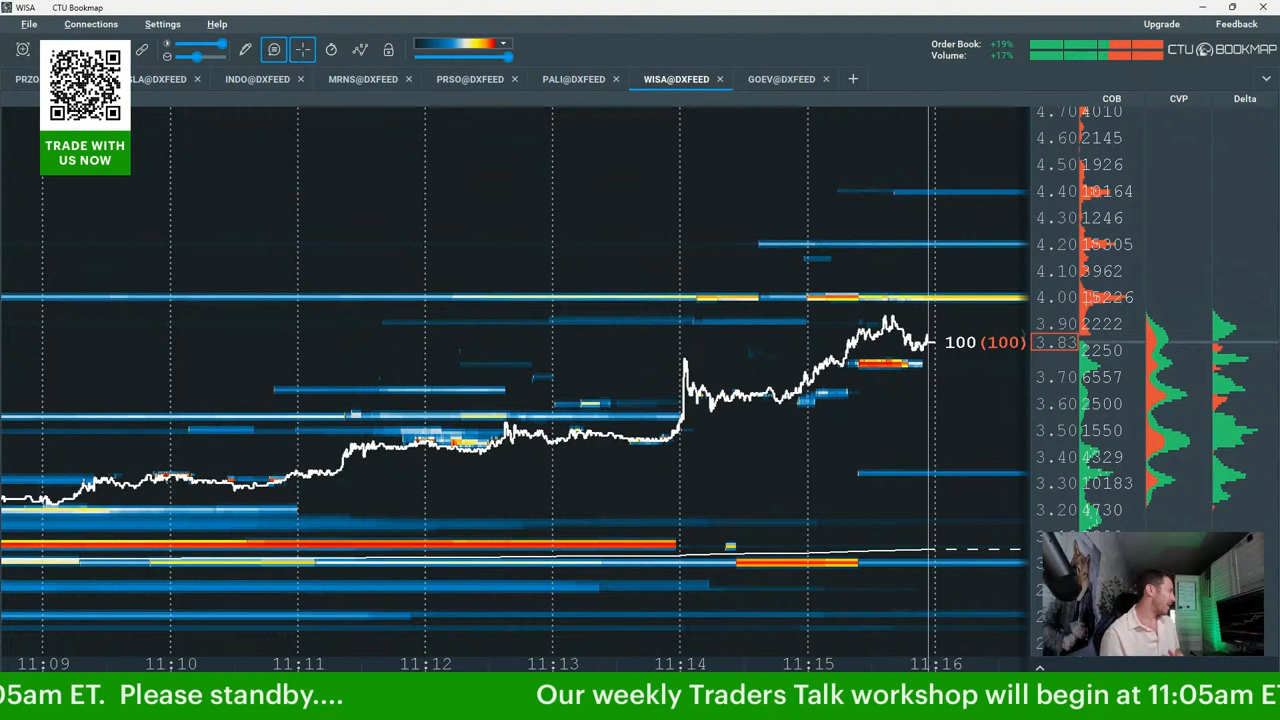 WISA CTU Bookmap
File Connections Settings Help Upgrade Feedback
Order Book: +19%
Volume: +17%
CTU BOOKMAP
PRZO SLA@DXFEED INDO@DXFEED MRNS@DXFEED PRSO@DXFEED PALI@DXFEED WISA@DXFEED GOEV@DXFEED
COB CVP Delta
TRADE WITH
US NOW
4.70 4010
4.60 2145
4.50 1926
4.40 10164
4.30 1246
4.20 15305
4.10 3962
4.00 15226
3.90 2222
100 (100) 3.83
2250
3.70 6557
3.60 2500
3.50 1550
3.40 4329
3.30 10183
3.20 4730
11:09 11:10 11:11 11:12 11:13 11:14 11:15 11:16
05am ET. Please standby.... Our weekly Traders Talk workshop will begin at 11:05am E